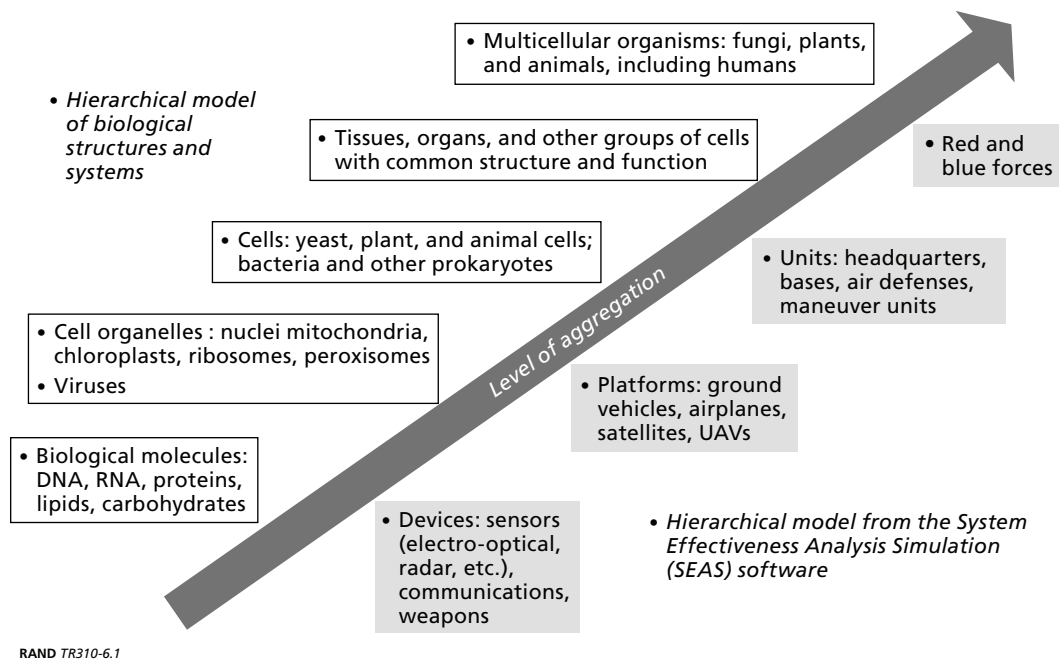 • Multicellular organisms: fungi, plants,
and animals, including humans
• Hierarchical model
of biological
structures and
systems
• Tissues, organs, and other groups of cells
with common structure and function
• Red and
blue forces
• Cells: yeast, plant, and animal cells;
bacteria and other prokaryotes
• Units: headquarters,
bases, air defenses,
maneuver units
Level of aggregation
• Cell organelles : nuclei mitochondria,
chloroplasts, ribosomes, peroxisomes
• Viruses
• Platforms: ground
vehicles, airplanes,
satellites, UAVs
• Biological molecules:
DNA, RNA, proteins,
lipids, carbohydrates
• Devices: sensors
(electro-optical,
radar, etc.),
communications,
weapons
• Hierarchical model from the System
Effectiveness Analysis Simulation
(SEAS) software
RAND TR310-6.1